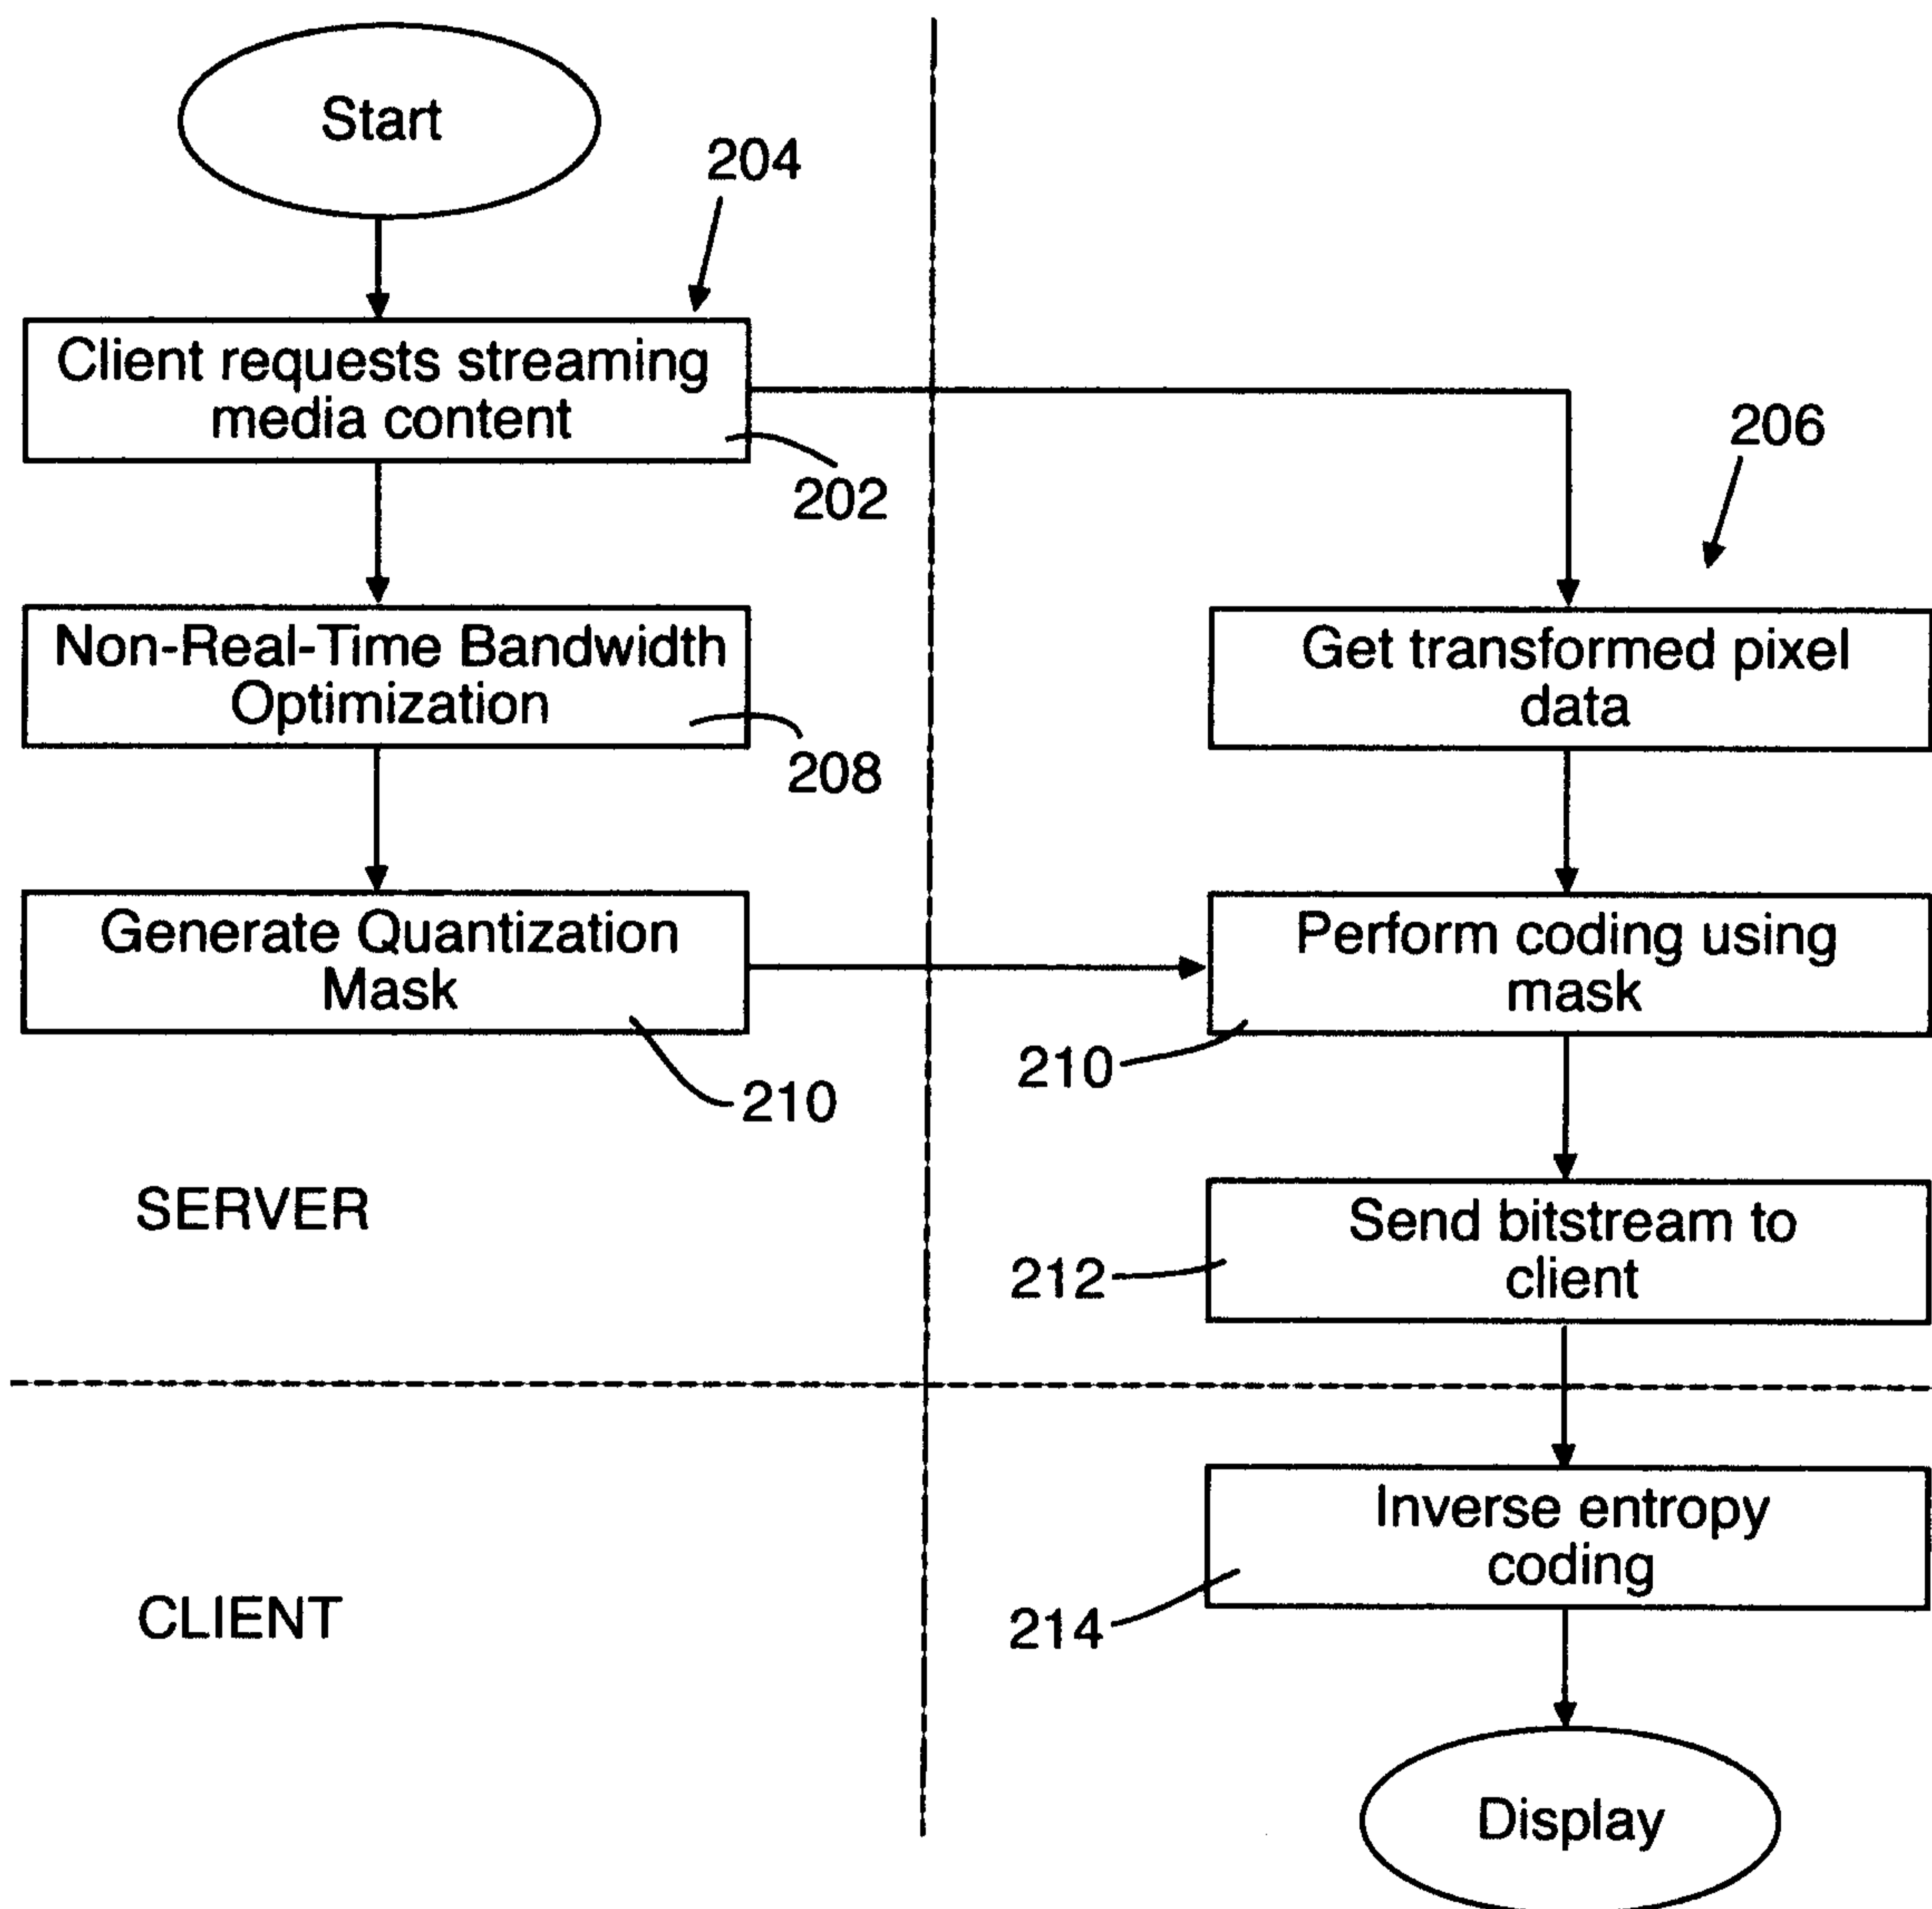 Start
204
Client requests streaming
media content
202
206
Non-Real-Time Bandwidth
Optimization
208
Get transformed pixel
data
Generate Quantization
Mask
210
Perform coding using
mask
210
SERVER
Send bitstream to
client
212
CLIENT
Inverse entropy
coding
214
Display